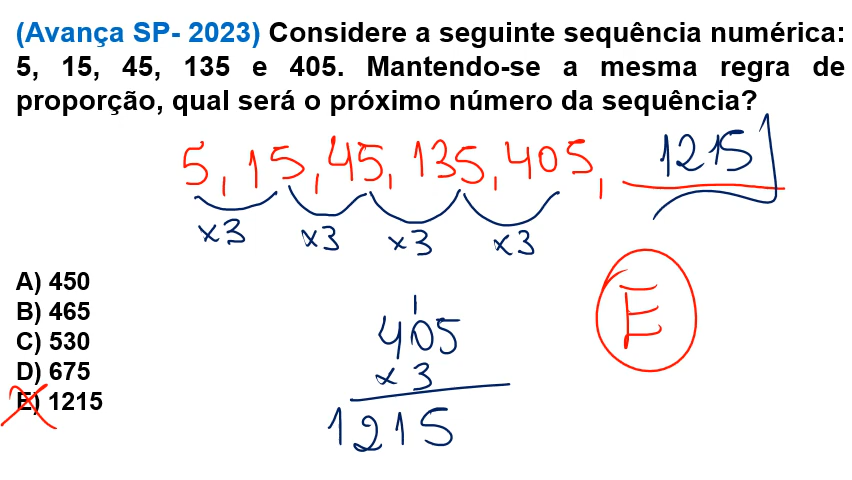 (Avança SP- 2023) Considere a seguinte sequência numérica:
5, 15, 45, 135 e 405. Mantendo-se a mesma regra de
proporção, qual será o próximo número da sequência?
5, 15, 45, 135, 405, 1215
x3 x3 x3 x3
A) 450
B) 465
C) 530
D) 675
E) 1215
1
405
x 3
1215
E